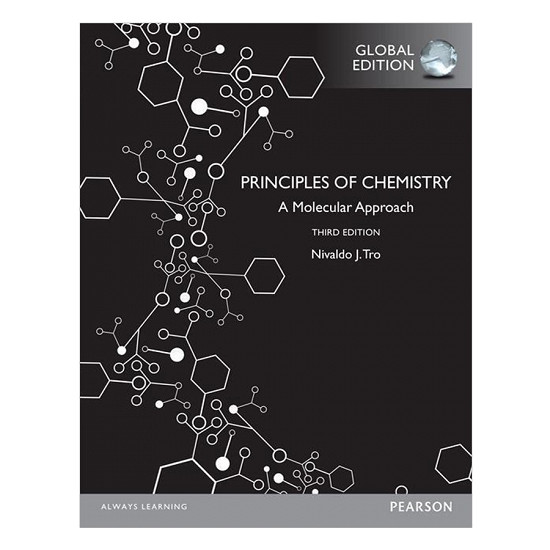 GLOBAL
EDITION
PRINCIPLES OF CHEMISTRY
A Molecular Approach
THIRD EDITION
Nivaldo J. Tro
ALWAYS LEARNING
PEARSON